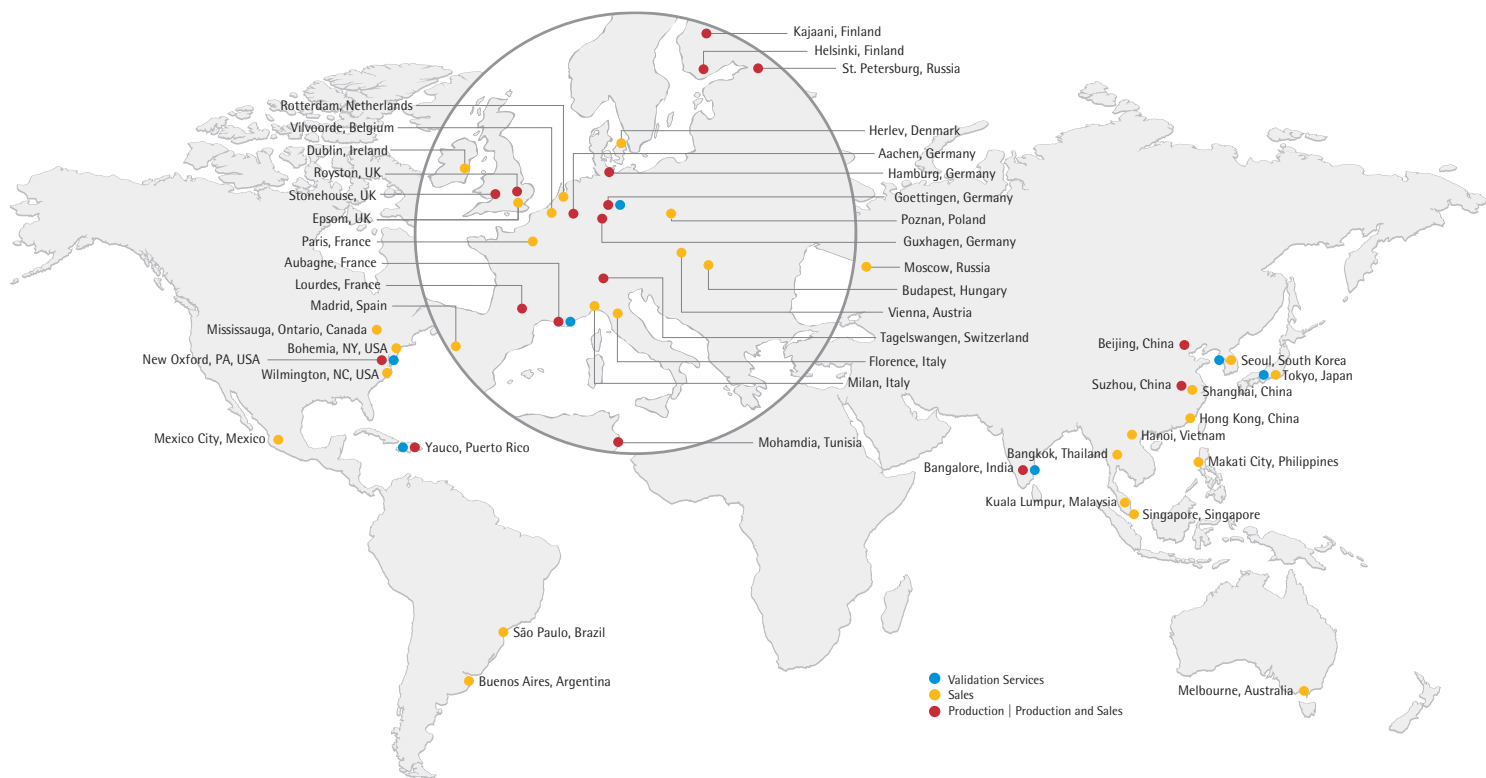 Kajaani, Finland
Helsinki, Finland
St. Petersburg, Russia
Rotterdam, Netherlands
Vilvoorde, Belgium
Dublin, Ireland
Royston, UK
Stonehouse, UK
Epsom, UK
Paris, France
Aubagne, France
Lourdes, France
Madrid, Spain
Mississauga, Ontario, Canada
Bohemia, NY, USA
New Oxford, PA, USA
Wilmington, NC, USA
Mexico City, Mexico
Yauco, Puerto Rico
Herlev, Denmark
Aachen, Germany
Hamburg, Germany
Goettingen, Germany
Poznan, Poland
Guxhagen, Germany
Moscow, Russia
Budapest, Hungary
Vienna, Austria
Tagelswangen, Switzerland
Florence, Italy
Milan, Italy
Mohamdia, Tunisia
Beijing, China
Seoul, South Korea
Tokyo, Japan
Suzhou, China
Shanghai, China
Hong Kong, China
Hanoi, Vietnam
Bangkok, Thailand
Makati City, Philippines
Bangalore, India
Kuala Lumpur, Malaysia
Singapore, Singapore
São Paulo, Brazil
Buenos Aires, Argentina
Melbourne, Australia
Validation Services
Sales
Production | Production and Sales